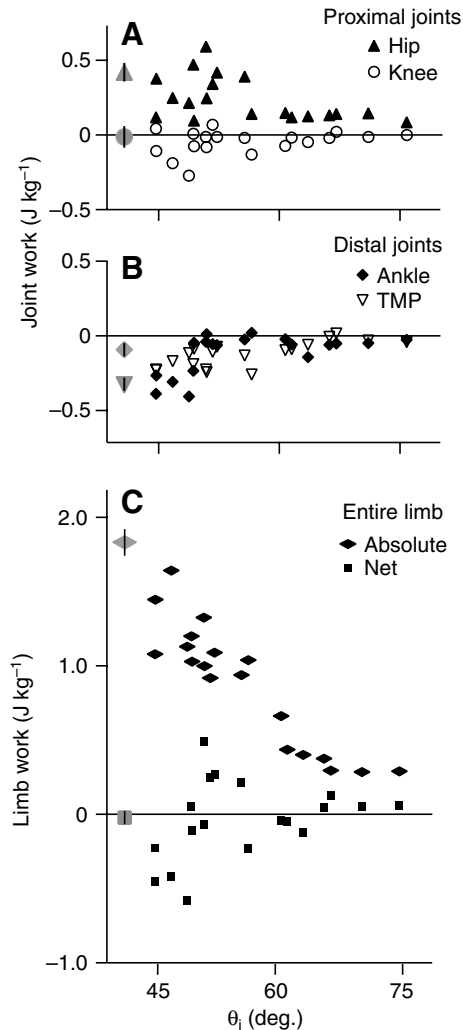 A
Proximal joints
Hip
Knee
0.5
0
–0.5
Joint work (J kg–1)
B
Distal joints
Ankle
TMP
0.5
0
–0.5
C
Entire limb
Absolute
Net
2.0
1.0
0
–1.0
Limb work (J kg–1)
45
60
75
θi (deg.)